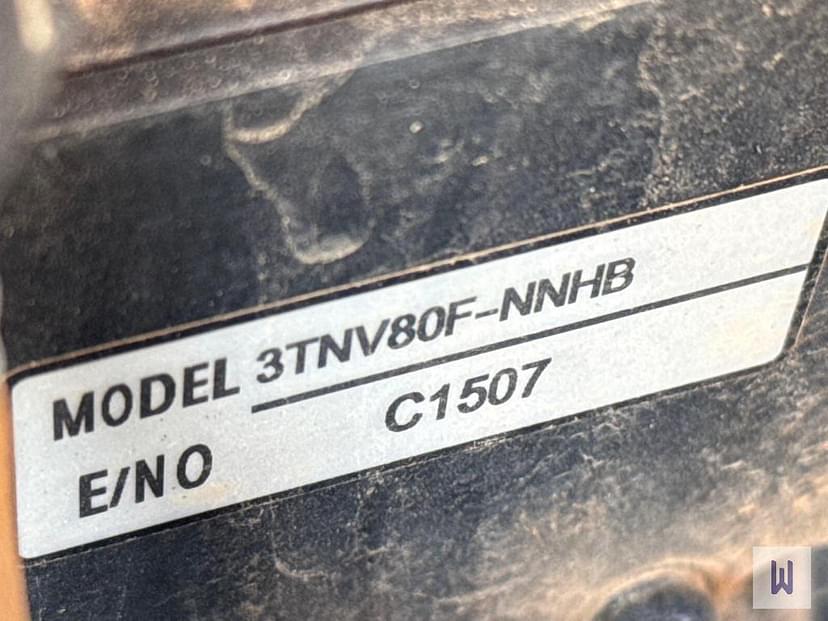 MODEL 3TNV80F-NNHB
E/NO C1507
W